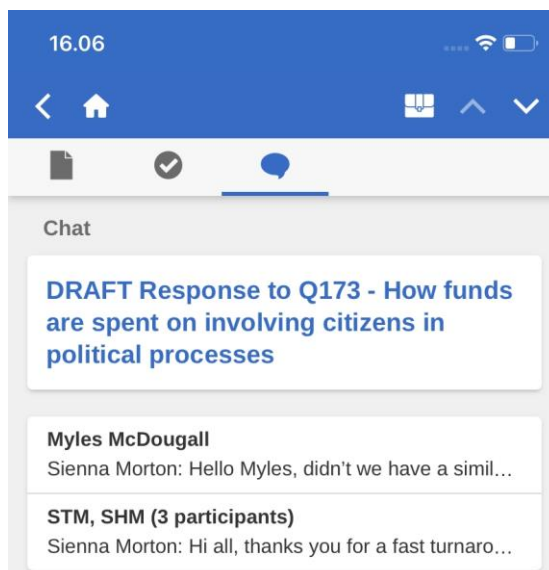 16.06
Chat
DRAFT Response to Q173 - How funds
are spent on involving citizens in
political processes
Myles McDougall
Sienna Morton: Hello Myles, didn’t we have a simil...
STM, SHM (3 participants)
Sienna Morton: Hi all, thanks you for a fast turnaro...